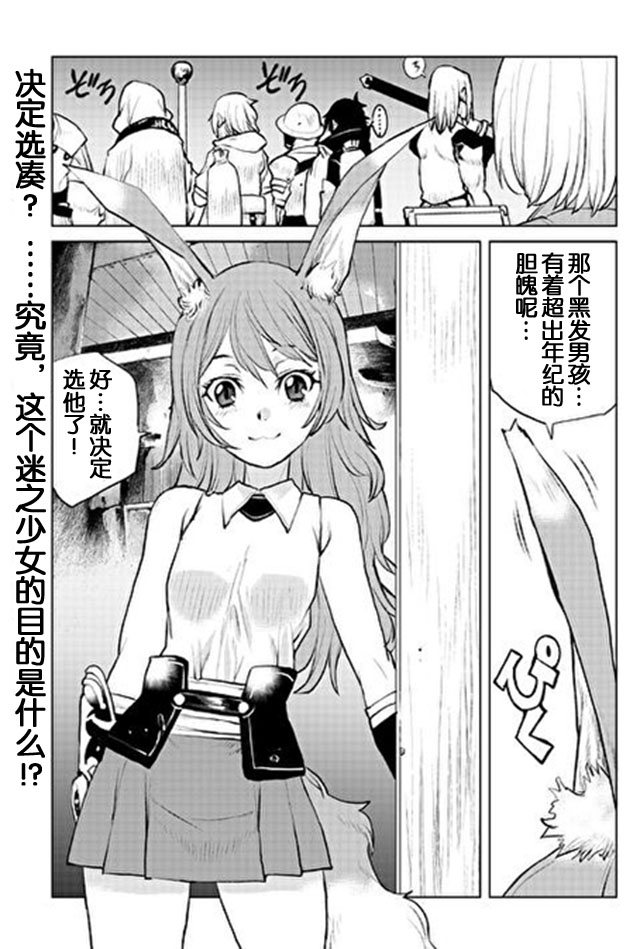 う
ぞろ
ぞろ
……
那个黑发男孩…
有着超出年纪的
胆魄呢…
ぴくっ
好…就决定
选他了！
决定选凑？……究竟，这个迷之少女的目的是什么!?